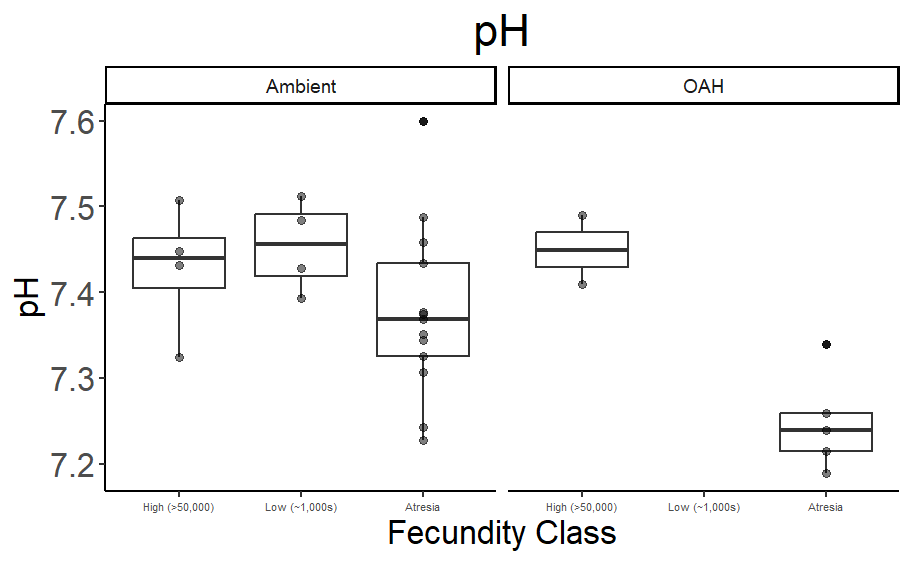 pH
Ambient
OAH
7.6
7.5
7.4
7.3
7.2
pH
High (>50,000)
Low (~1,000s)
Atresia
High (>50,000)
Low (~1,000s)
Atresia
Fecundity Class